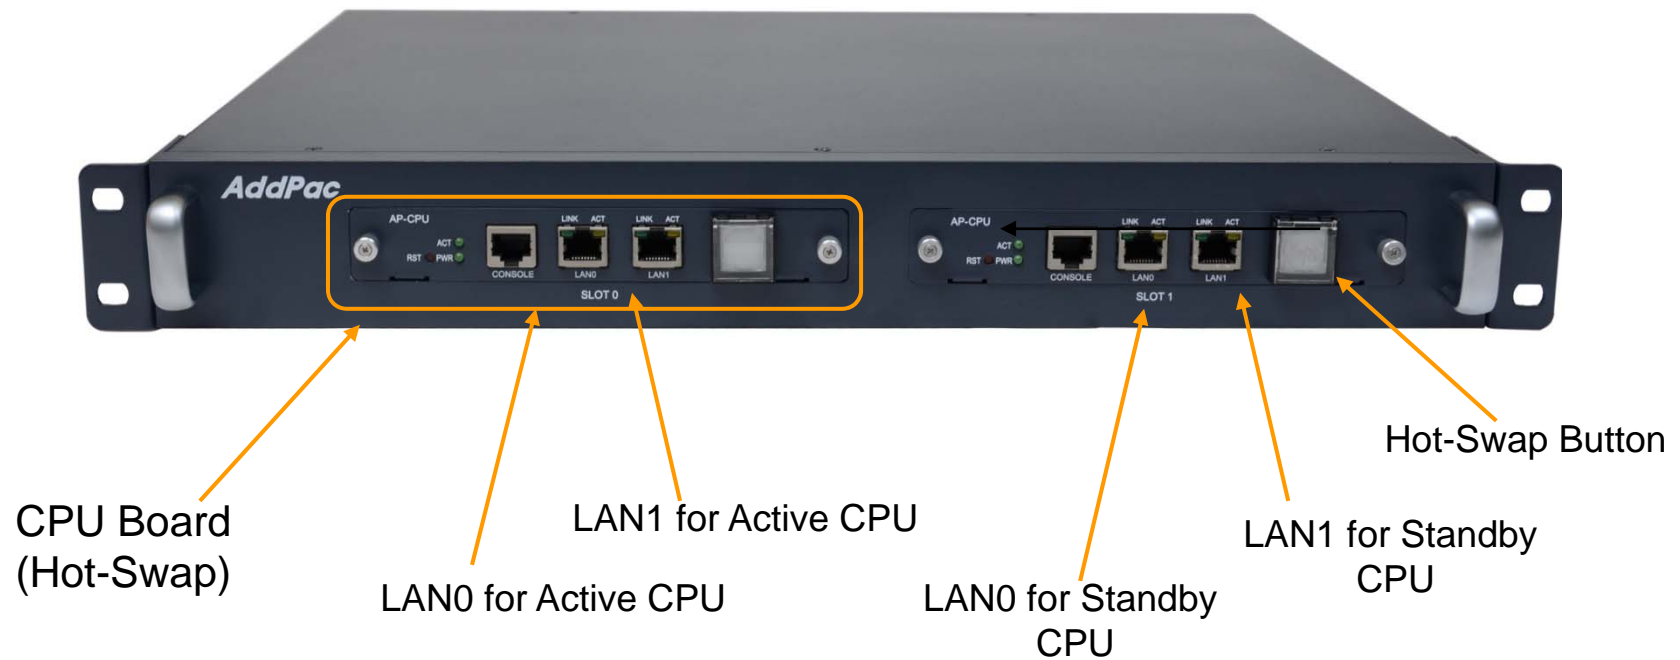 AddPac
AP-CPU
LINK ACT
LINK ACT
ACT
RST PWR
CONSOLE
LAN0
LAN1
SLOT 0
AP-CPU
LINK ACT
LINK ACT
ACT
RST PWR
CONSOLE
LAN0
LAN1
SLOT 1
Hot-Swap Button
CPU Board
(Hot-Swap)
LAN1 for Active CPU
LAN1 for Standby
CPU
LAN0 for Active CPU
LAN0 for Standby
CPU